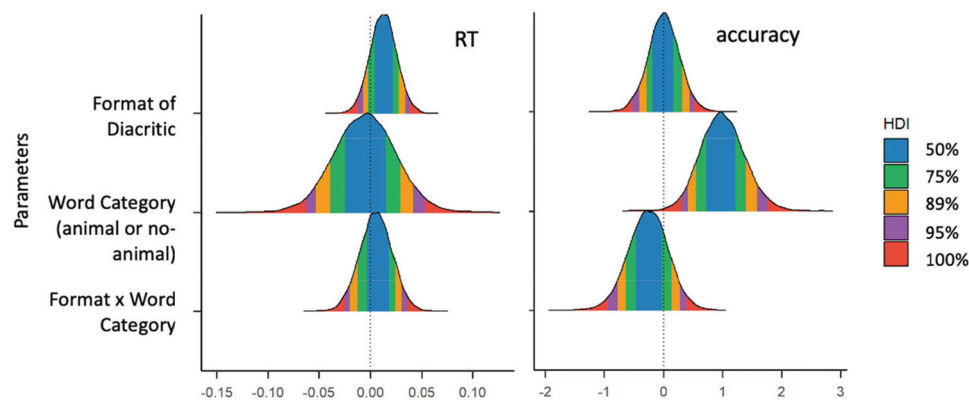 RT
accuracy
Parameters
Format of
Diacritic
Word Category
(animal or no-
animal)
Format x Word
Category
HDI
50%
75%
89%
95%
100%
-0.15 -0.10 -0.05 0.00 0.05 0.10
-2 -1 0 1 2 3